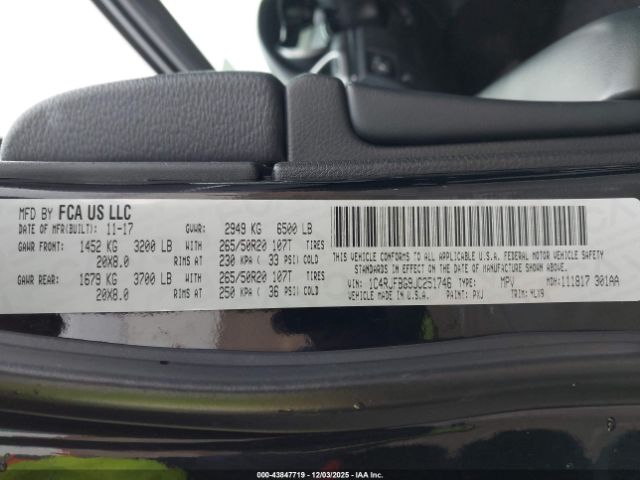 MFD BY FCA US LLC
DATE OF MFR(BUILT): 11-17 GVWR: 2949 KG 6500 LB
GAWR FRONT: 1452 KG 3200 LB WITH 265/50R20 107T TIRES
20X8.0 RIMS AT 230 KPA ( 33 PSI) COLD
GAWR REAR: 1679 KG 3700 LB WITH 265/50R20 107T TIRES
20X8.0 RIMS AT 250 KPA ( 36 PSI) COLD
THIS VEHICLE CONFORMS TO ALL APPLICABLE U.S.A. FEDERAL MOTOR VEHICLE SAFETY,
BUMPER, AND THEFT PREVENTION
STANDARDS IN EFFECT ON THE DATE OF MANUFACTURE SHOWN ABOVE.
VIN: 1C4RJFBG9JC251746 TYPE: MPV MDH:111817 301AA
VEHICLE MADE IN U.S.A. PAINT: PXJ TRIM: YLX9
000-43847719 - 12/03/2025 - IAA Inc.